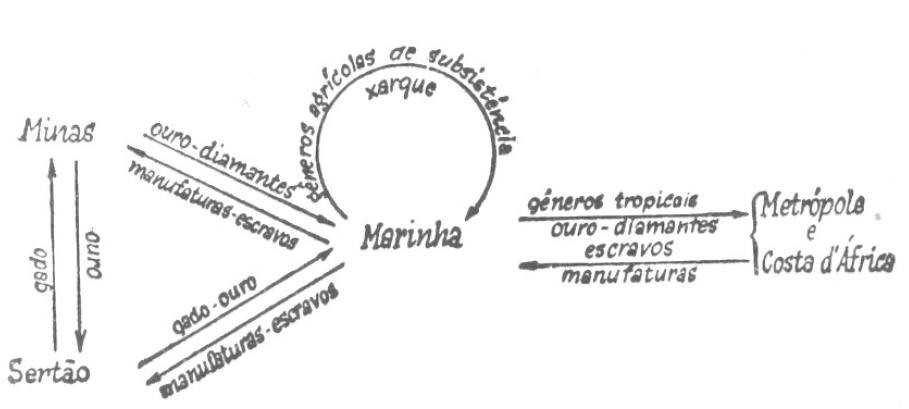 gêneros agrícolas de subsistência
xarque
Minas
ouro-diamantes
manufaturas-escravos
gado
ouro
Marinha
gêneros tropicais
ouro-diamantes
escravos
manufaturas
Metrópole
e
Costa d'África
gado-ouro
manufaturas-escravos
Sertão